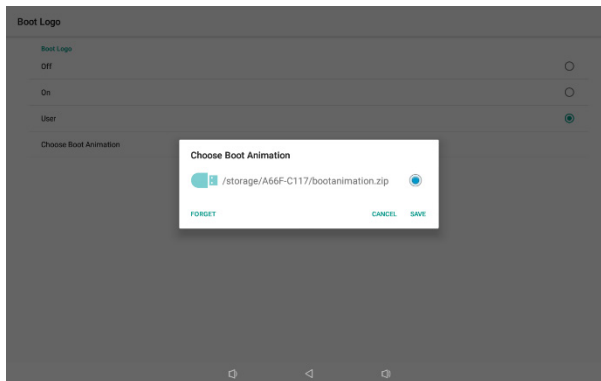 Boot Logo
Boot Logo
Off
On
User
Choose Boot Animation
Choose Boot Animation
/storage/A66F-C117/bootanimation.zip
FORGET
CANCEL
SAVE